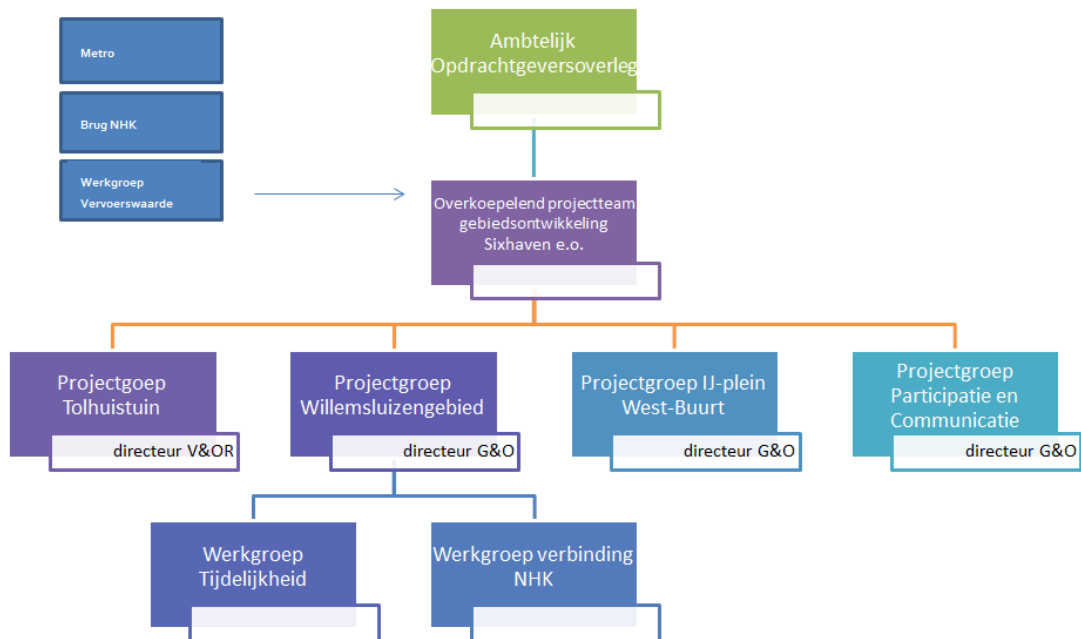 Metro
Brug NHK
Werkgroep
Vervoerswaarde
Ambtelijk
Opdrachtgeversoverleg
Overkoepelend projectteam
gebiedsontwikkeling
Sixhaven e.o.
Projectgoep
Tolhuistuin
directeur V&OR
Projectgroep
Willemsluizengebied
directeur G&O
Projectgroep IJ-plein
West-Buurt
directeur G&O
Projectgroep
Participatie en
Communicatie
directeur G&O
Werkgroep
Tijdelijkheid
Werkgroep verbinding
NHK